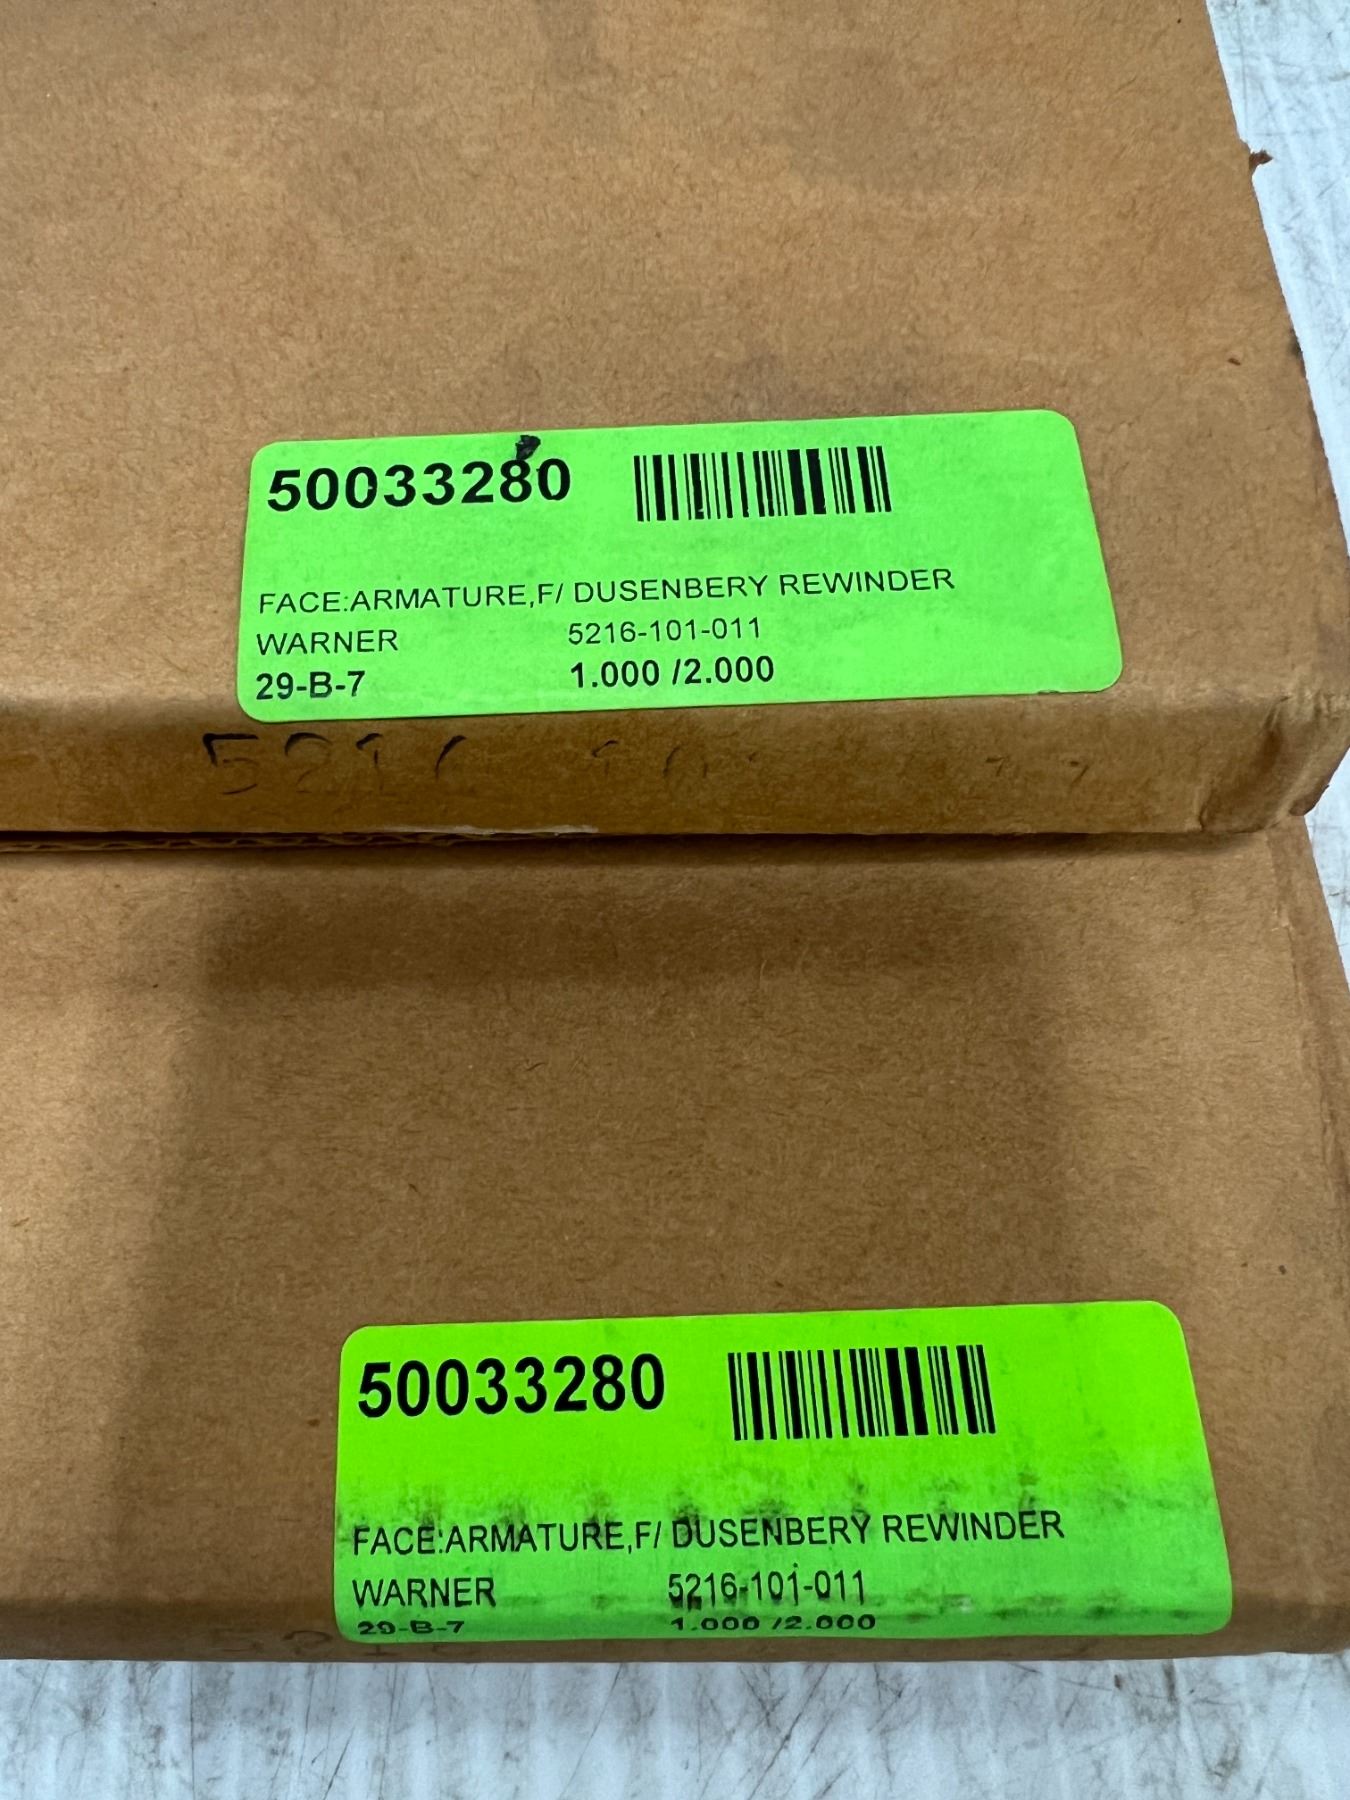 50033280
FACE:ARMATURE,F/ DUSENBERY REWINDER
WARNER 5216-101-011
29-B-7 1.000 /2.000
50033280
FACE:ARMATURE,F/ DUSENBERY REWINDER
WARNER 5216-101-011
29-B-7 1.000 /2.000